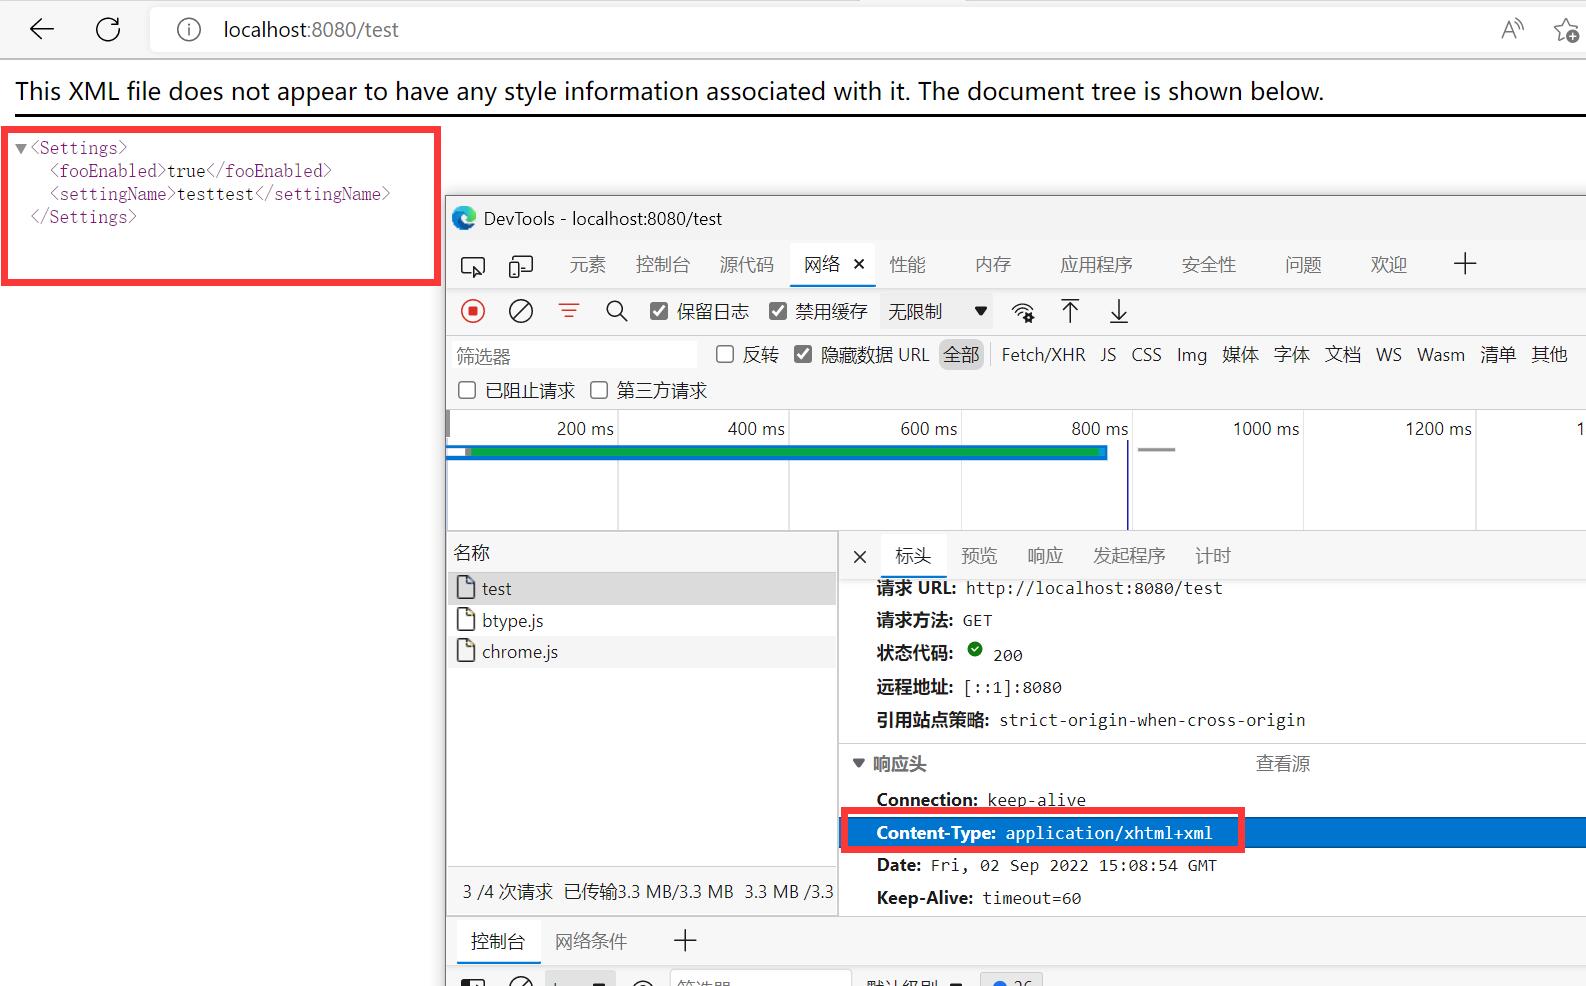 localhost:8080/test
This XML file does not appear to have any style information associated with it. The document tree is shown below.
<Settings>
<fooEnabled>true</fooEnabled>
<settingName>testtest</settingName>
</Settings>
DevTools - localhost:8080/test
元素 控制台 源代码 网络 性能 内存 应用程序 安全性 问题 欢迎
保留日志 禁用缓存 无限制
筛选器 反转 隐藏数据 URL 全部 Fetch/XHR JS CSS Img 媒体 字体 文档 WS Wasm 清单 其他
已阻止请求 第三方请求
200 ms 400 ms 600 ms 800 ms 1000 ms 1200 ms 1
名称
test
btype.js
chrome.js
3 /4 次请求 已传输3.3 MB/3.3 MB 3.3 MB /3.3
标头 预览 响应 发起程序 计时
请求 URL: http://localhost:8080/test
请求方法: GET
状态代码: 200
远程地址: [::1]:8080
引用站点策略: strict-origin-when-cross-origin
响应头 查看源
Connection: keep-alive
Content-Type: application/xhtml+xml
Date: Fri, 02 Sep 2022 15:08:54 GMT
Keep-Alive: timeout=60
控制台 网络条件
筛选器 默认级别 26